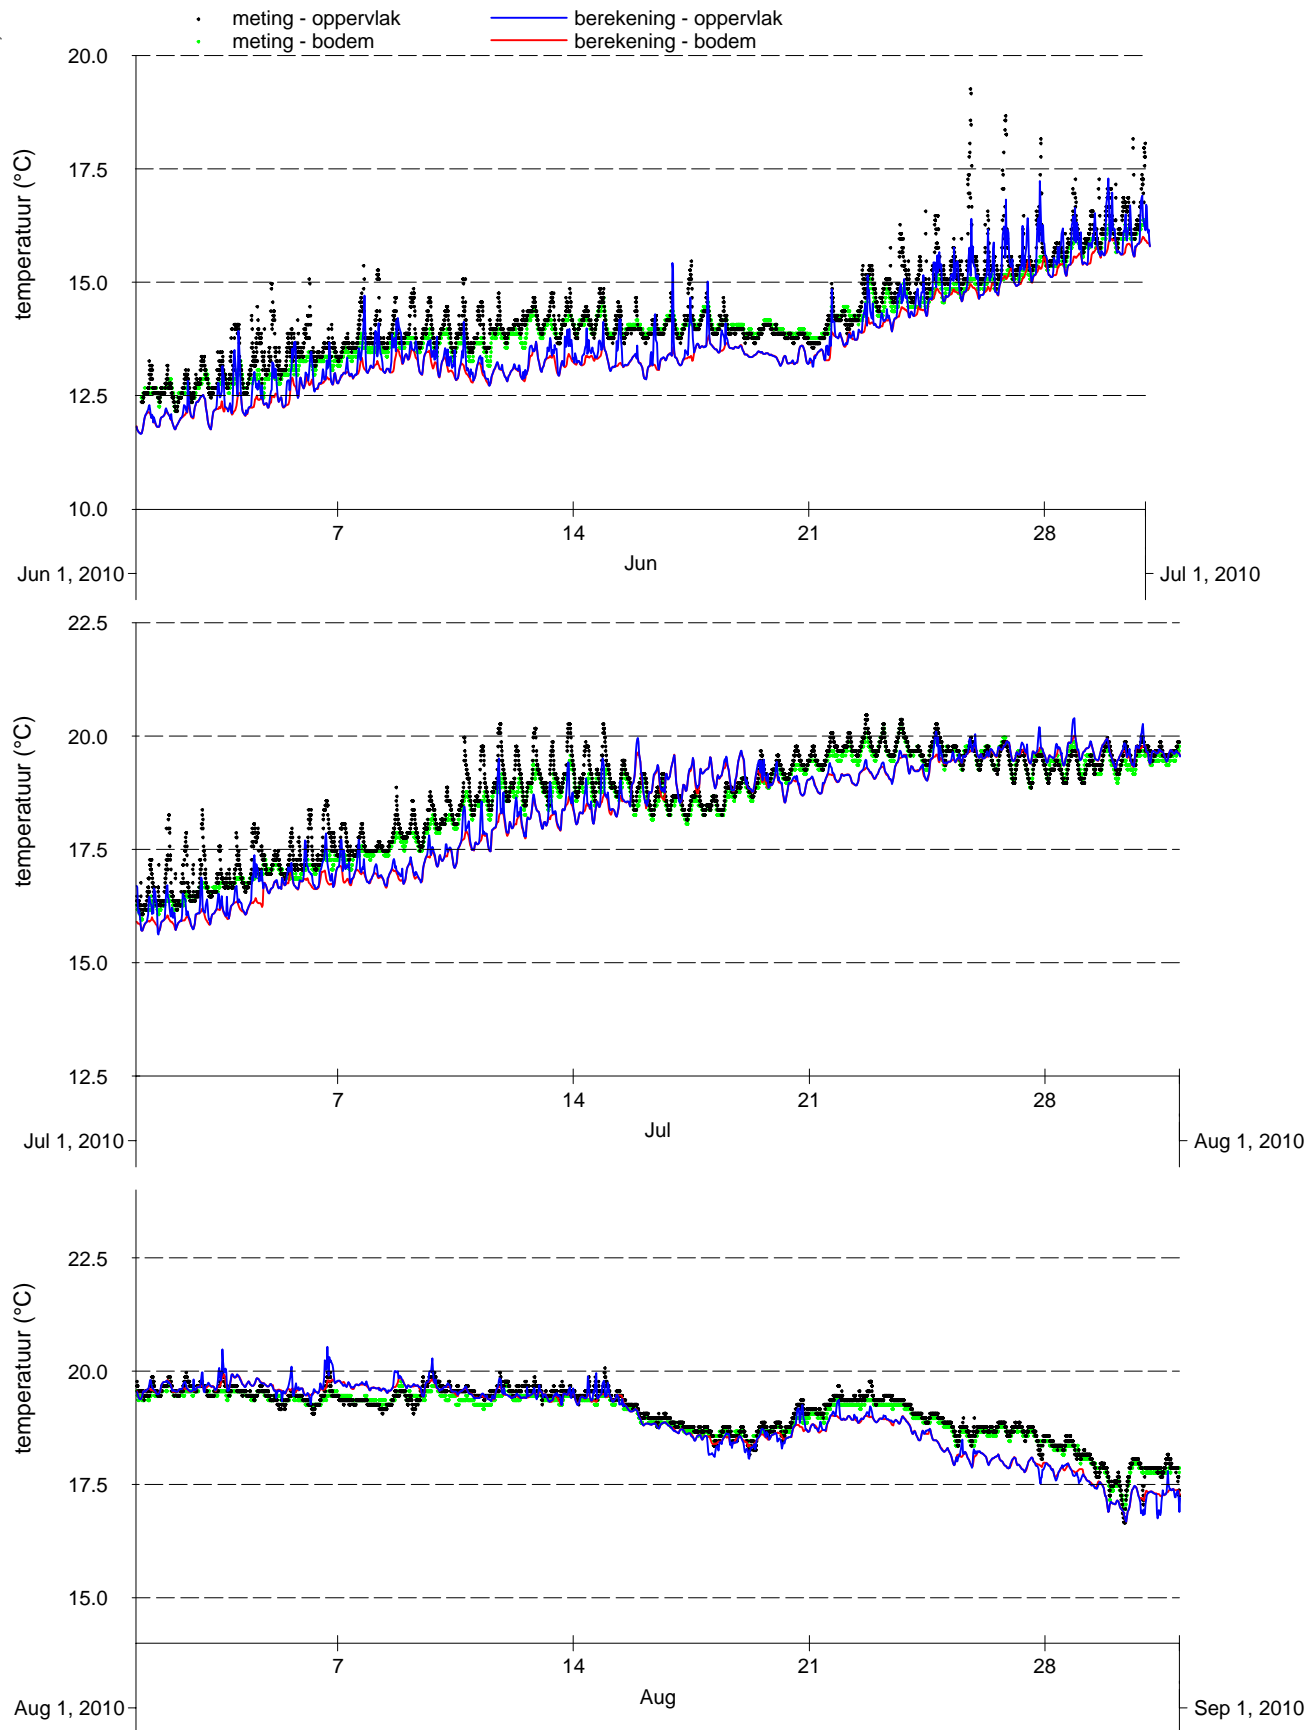 meting - oppervlak berekening - oppervlak
meting - bodem berekening - bodem
20.0
17.5
15.0
12.5
10.0
temperatuur (°C)
7 14 21 28
Jun
Jun 1, 2010 Jul 1, 2010
22.5
20.0
17.5
15.0
12.5
temperatuur (°C)
7 14 21 28
Jul
Jul 1, 2010 Aug 1, 2010
22.5
20.0
17.5
15.0
temperatuur (°C)
7 14 21 28
Aug
Aug 1, 2010 Sep 1, 2010